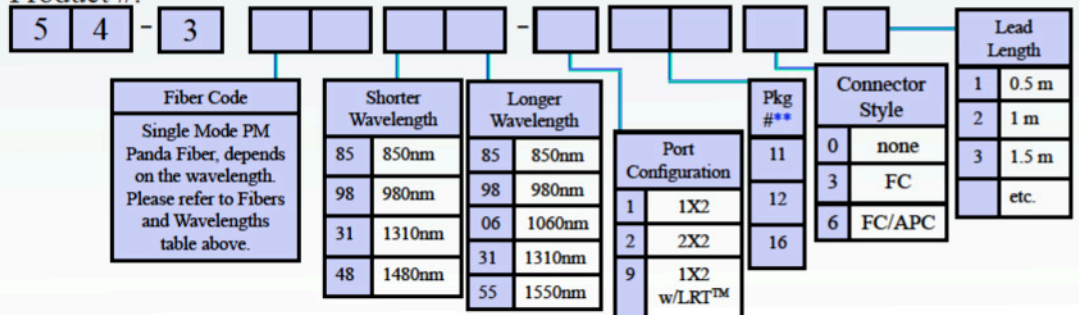 5 4 - 3 -
Fiber Code
Single Mode PM
Panda Fiber, depends
on the wavelength.
Please refer to Fibers
and Wavelengths
table above.
Shorter
Wavelength
85 850nm
98 980nm
31 1310nm
48 1480nm
Longer
Wavelength
85 850nm
98 980nm
06 1060nm
31 1310nm
55 1550nm
Port
Configuration
1 1X2
2 2X2
9 1X2
w/LRT™
Pkg
#**
11
12
16
Connector
Style
0 none
3 FC
6 FC/APC
Lead
Length
1 0.5 m
2 1 m
3 1.5 m
etc.